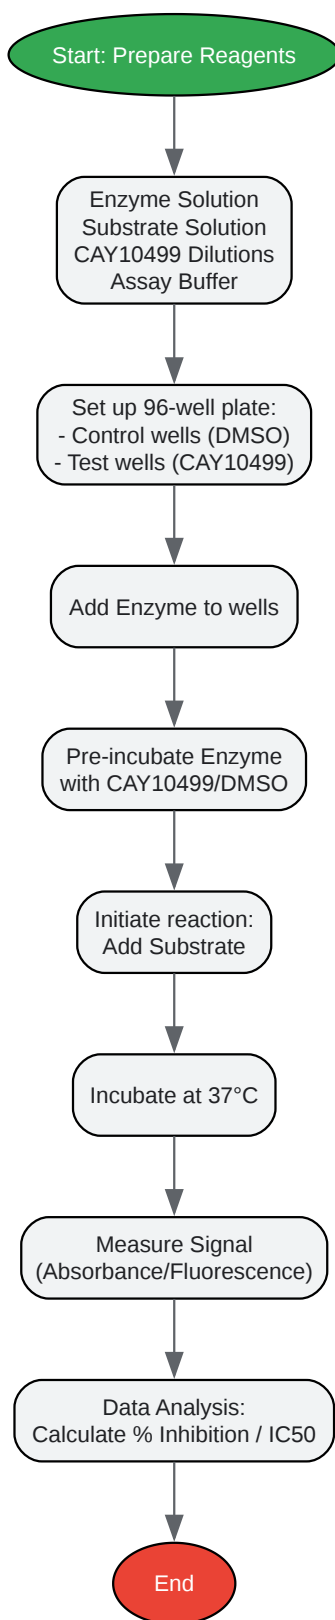 Start: Prepare Reagents
Enzyme Solution
Substrate Solution
CAY10499 Dilutions
Assay Buffer
Set up 96-well plate:
- Control wells (DMSO)
- Test wells (CAY10499)
Add Enzyme to wells
Pre-incubate Enzyme
with CAY10499/DMSO
Initiate reaction:
Add Substrate
Incubate at 37°C
Measure Signal
(Absorbance/Fluorescence)
Data Analysis:
Calculate % Inhibition / IC50
End